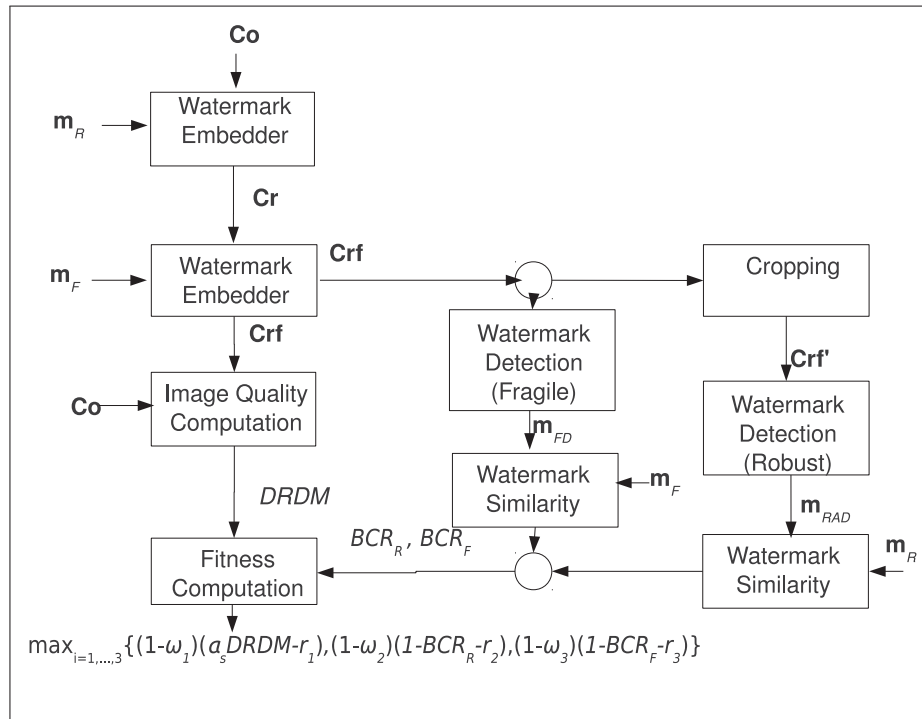 Co
m_R
Watermark
Embedder
Cr
m_F
Watermark
Embedder
Crf
Cropping
Crf
Watermark
Detection
(Fragile)
Crf'
Co
Image Quality
Computation
Watermark
Detection
(Robust)
m_FD
DRDM
Watermark
Similarity
m_F
m_RAD
BCR_R , BCR_F
m_R
Fitness
Computation
Watermark
Similarity
max_{i=1,...,3}{(1-ω_1)(a_sDRDM-r_1),(1-ω_2)(1-BCR_R-r_2),(1-ω_3)(1-BCR_F-r_3)}